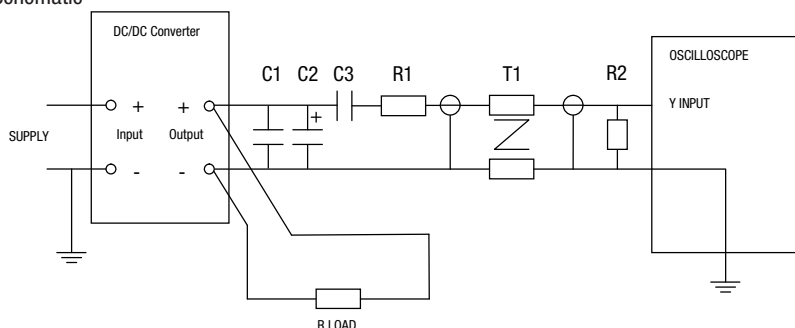 DC/DC Converter
C1 C2 C3 R1 T1 R2
OSCILLOSCOPE
Y INPUT
+ + +
SUPPLY Input Output
- -
R LOAD